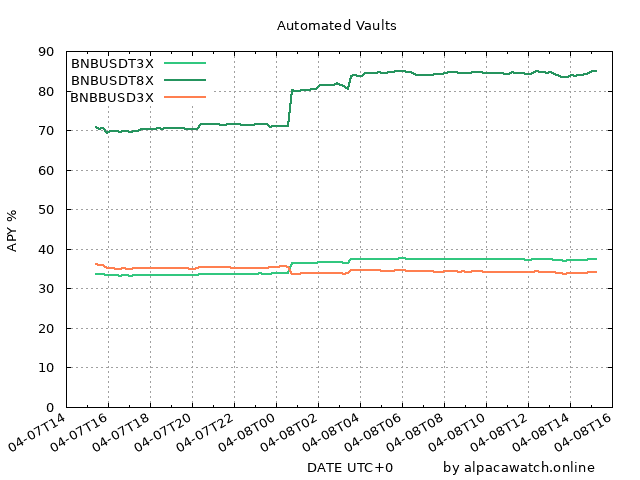 Automated Vaults
BNBUSDT3X
BNBUSDT8X
BNBBUSD3X
APY %
90
80
70
60
50
40
30
20
10
0
04-07T14
04-07T16
04-07T18
04-07T20
04-07T22
04-08T00
04-08T02
04-08T04
04-08T06
04-08T08
04-08T10
04-08T12
04-08T14
04-08T16
DATE UTC+0
by alpacawatch.online